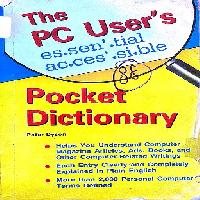 The
PC User's
es.sen'.tial
ac.ces'.si.ble
Pocket
Dictionary
Peter Dyson
• Helps You Understand Computer
Magazine Articles, Ads, Books, and
Other Computer-Related Writings
• Each Entry Clearly and Completely
Explained in Plain English
• More than 2,000 Personal Computer
Terms Defined